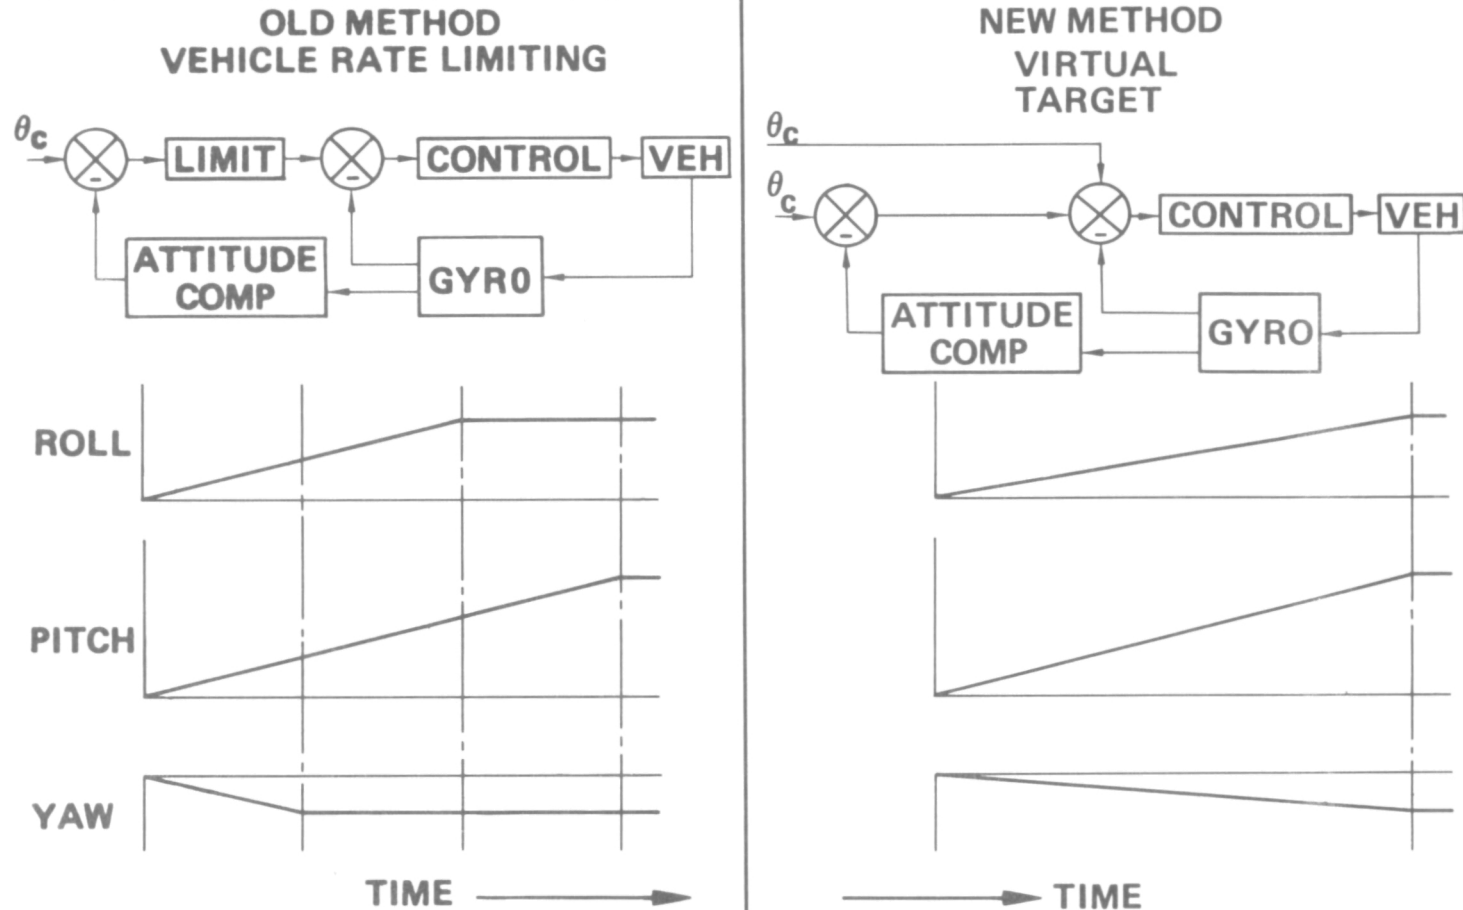 OLD METHOD
VEHICLE RATE LIMITING
θc
LIMIT
CONTROL
VEH
-
-
ATTITUDE
COMP
GYRO
ROLL
PITCH
YAW
TIME
NEW METHOD
VIRTUAL
TARGET
θc
θc
CONTROL
VEH
-
-
ATTITUDE
COMP
GYRO
TIME